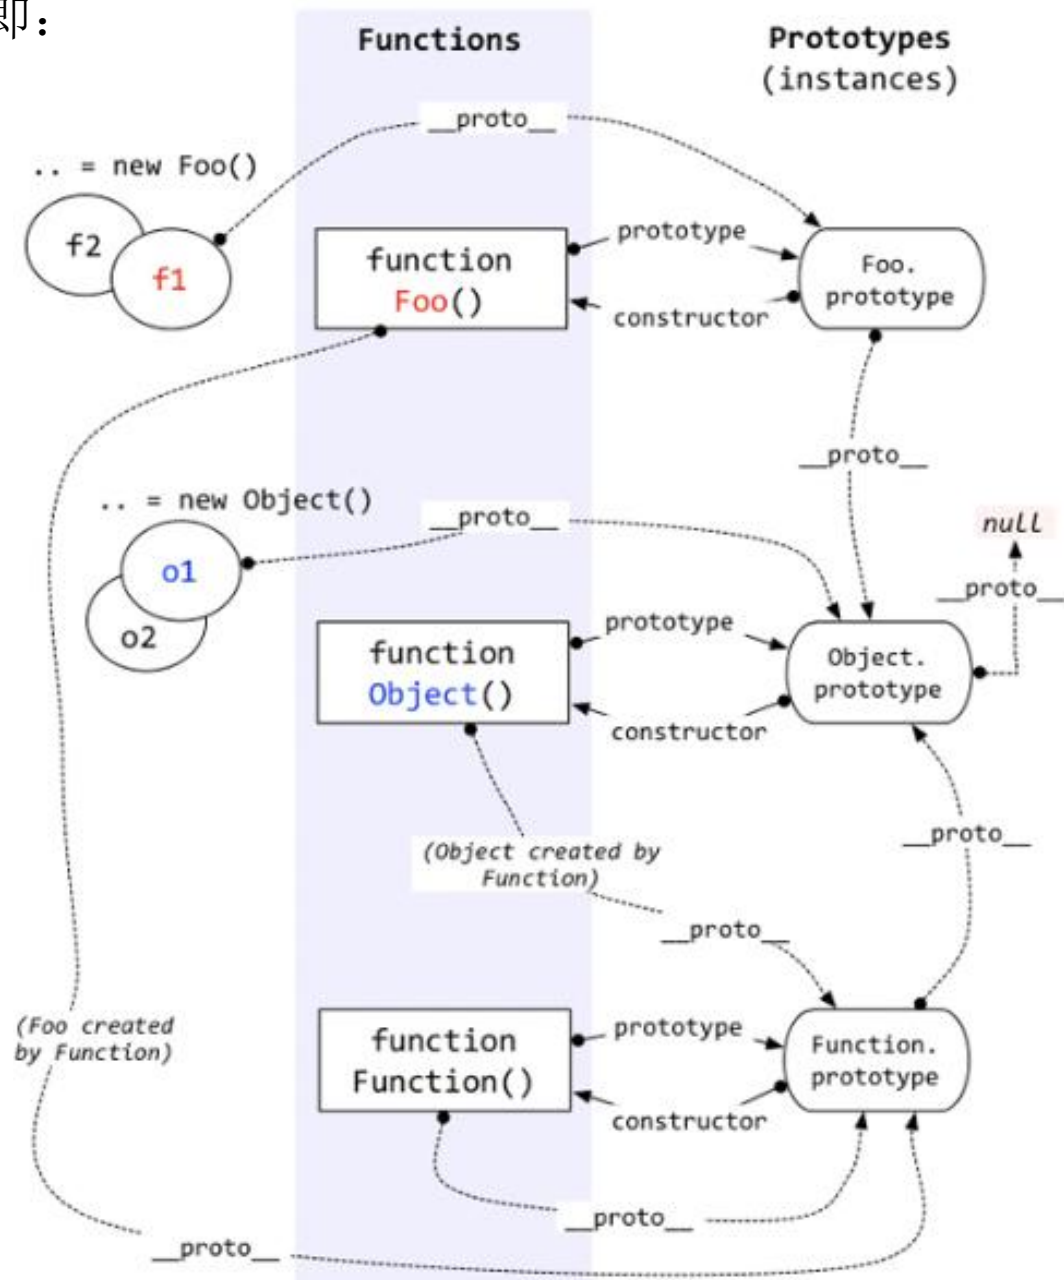 即：
Functions
Prototypes
(instances)
__proto__
.. = new Foo()
f2
f1
function
Foo()
prototype
constructor
Foo.
prototype
__proto__
.. = new Object()
__proto__
null
__proto__
o1
o2
function
Object()
prototype
constructor
Object.
prototype
(Object created by
Function)
__proto__
__proto__
(Foo created
by Function)
function
Function()
prototype
constructor
Function.
prototype
__proto__
__proto__